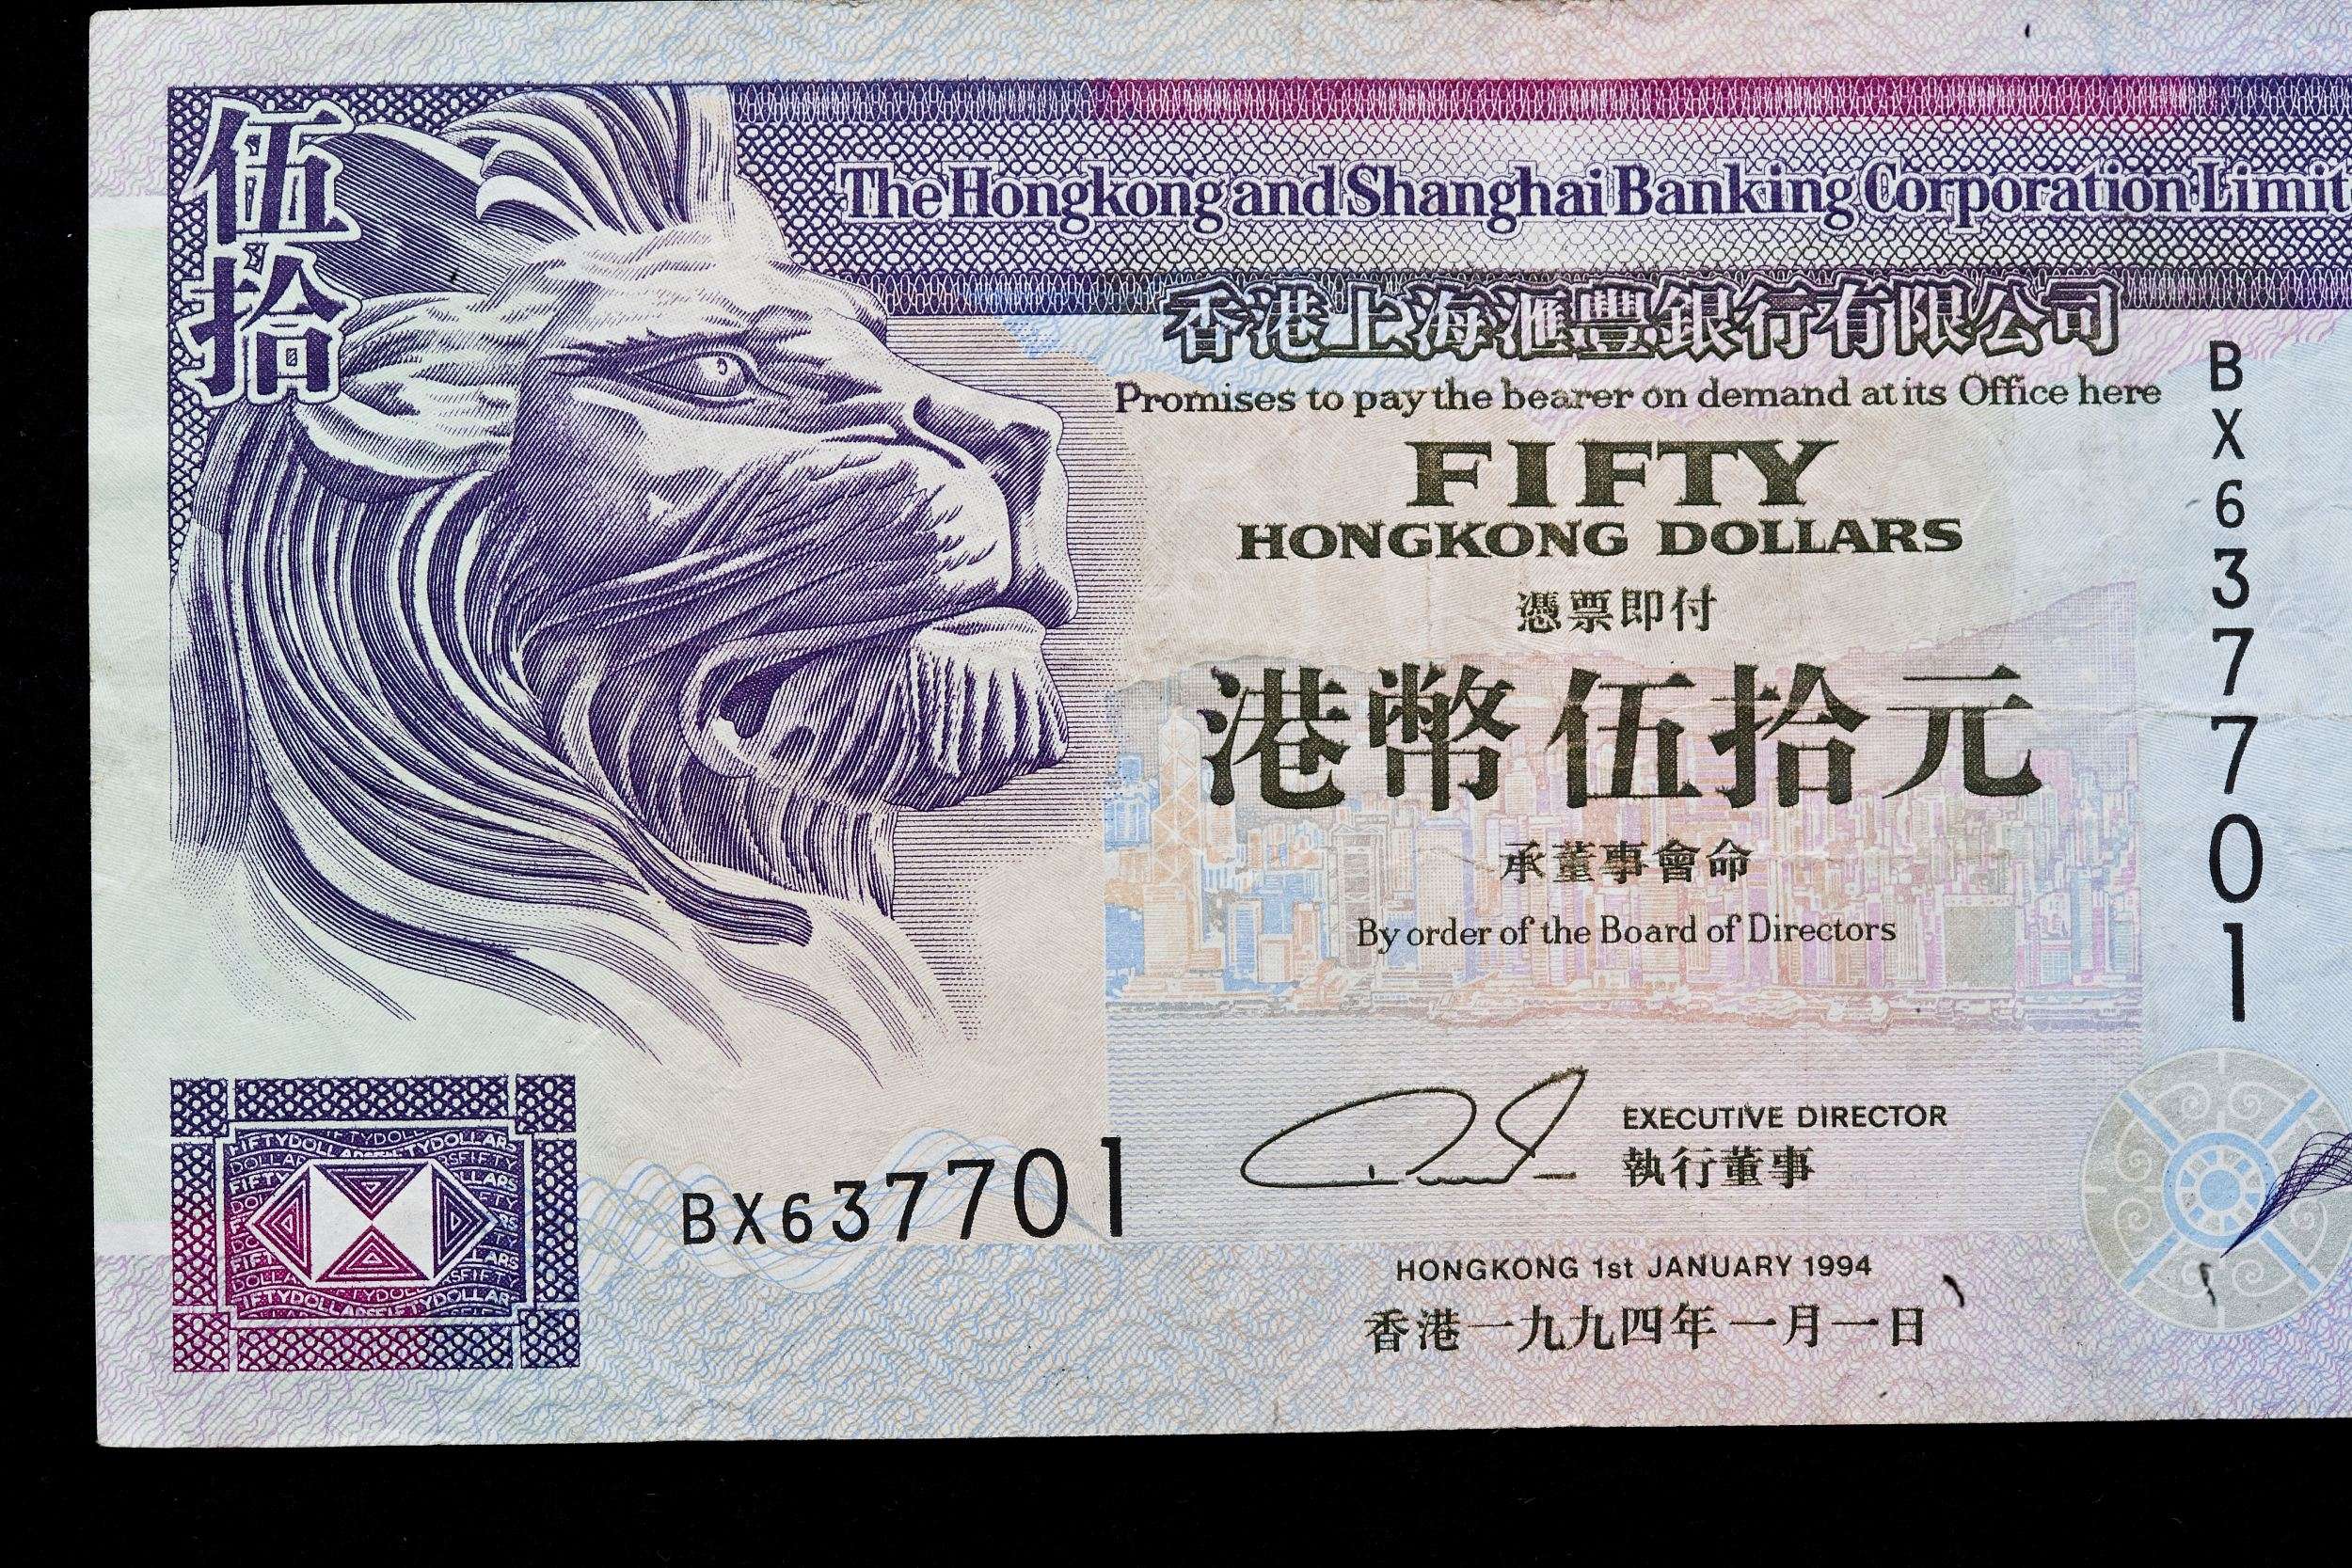 伍拾
The Hongkong and Shanghai Banking Corporation Limit
香港上海滙豐銀行有限公司
Promises to pay the bearer on demand at its Office here
FIFTY
HONGKONG DOLLARS
憑票即付
港幣伍拾元
承董事會命
By order of the Board of Directors
EXECUTIVE DIRECTOR
執行董事
HONGKONG 1st JANUARY 1994
香港一九九四年一月一日
BX637701
BX637701